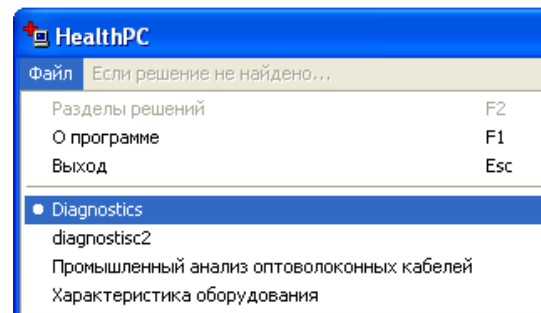 HealthPC
Файл Если решение не найдено...
Разделы решений F2
О программе F1
Выход Esc
Diagnostics
diagnostisc2
Промышленный анализ оптоволоконных кабелей
Характеристика оборудования